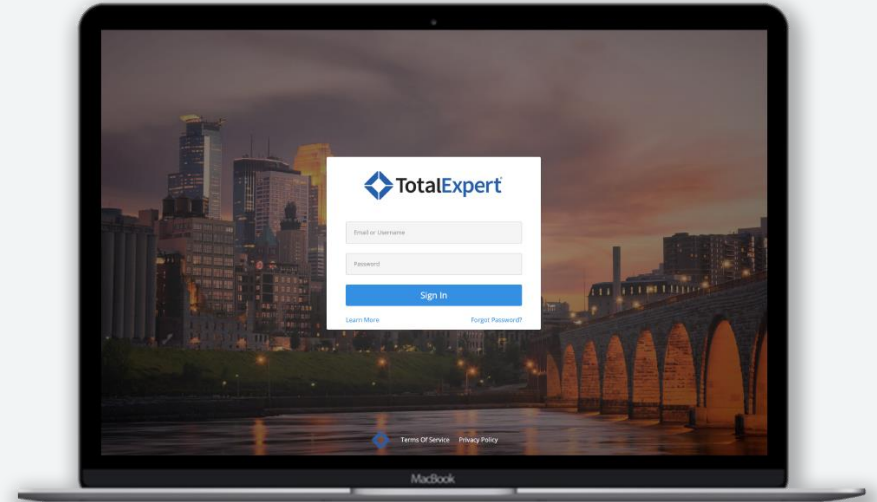 TotalExpert
Email or Username
Password
Sign In
Learn More Forgot Password?
Terms Of Service Privacy Policy
MacBook